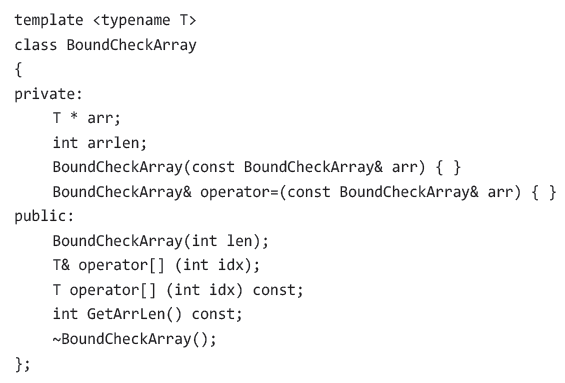 template <typename T>
class BoundCheckArray
{
private:
    T * arr;
    int arrlen;
    BoundCheckArray(const BoundCheckArray& arr) { }
    BoundCheckArray& operator=(const BoundCheckArray& arr) { }
public:
    BoundCheckArray(int len);
    T& operator[] (int idx);
    T operator[] (int idx) const;
    int GetArrLen() const;
    ~BoundCheckArray();
};